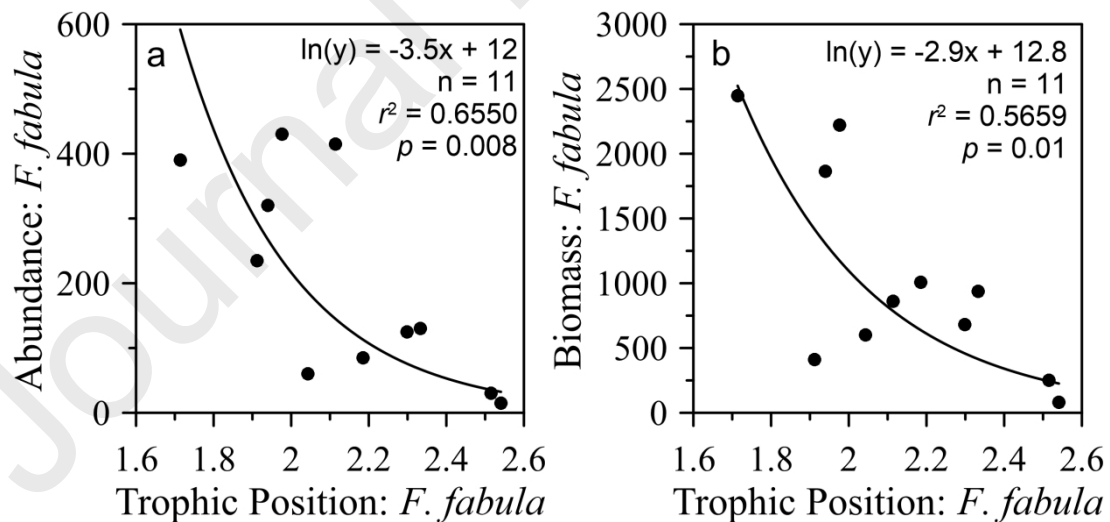 Journal
a
ln(y) = -3.5x + 12
n = 11
r² = 0.6550
p = 0.008
600
400
200
0
1.6 1.8 2 2.2 2.4 2.6
Abundance: F. fabula
Trophic Position: F. fabula
b
ln(y) = -2.9x + 12.8
n = 11
r² = 0.5659
p = 0.01
3000
2500
2000
1500
1000
500
0
1.6 1.8 2 2.2 2.4 2.6
Biomass: F. fabula
Trophic Position: F. fabula